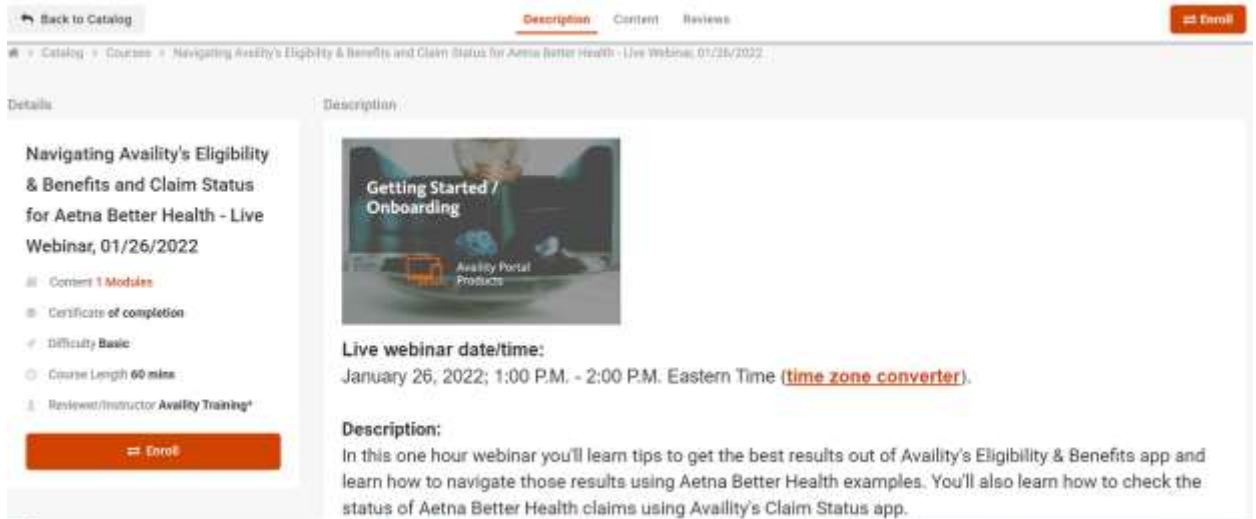 Back to Catalog
Description Content Reviews
Enroll
Catalog > Courses > Navigating Availity's Eligibility & Benefits and Claim Status for Aetna Better Health - Live Webinar, 01/26/2022
Details
Description
Navigating Availity's Eligibility
& Benefits and Claim Status
for Aetna Better Health - Live
Webinar, 01/26/2022
Content 1 Modules
Certificate of completion
Difficulty Basic
Course Length 60 mins
Reviewer/Instructor Availity Training*
Enroll
Getting Started /
Onboarding
Availity Portal
Products
Live webinar date/time:
January 26, 2022; 1:00 P.M. - 2:00 P.M. Eastern Time (time zone converter).
Description:
In this one hour webinar you'll learn tips to get the best results out of Availity's Eligibility & Benefits app and
learn how to navigate those results using Aetna Better Health examples. You'll also learn how to check the
status of Aetna Better Health claims using Availity's Claim Status app.